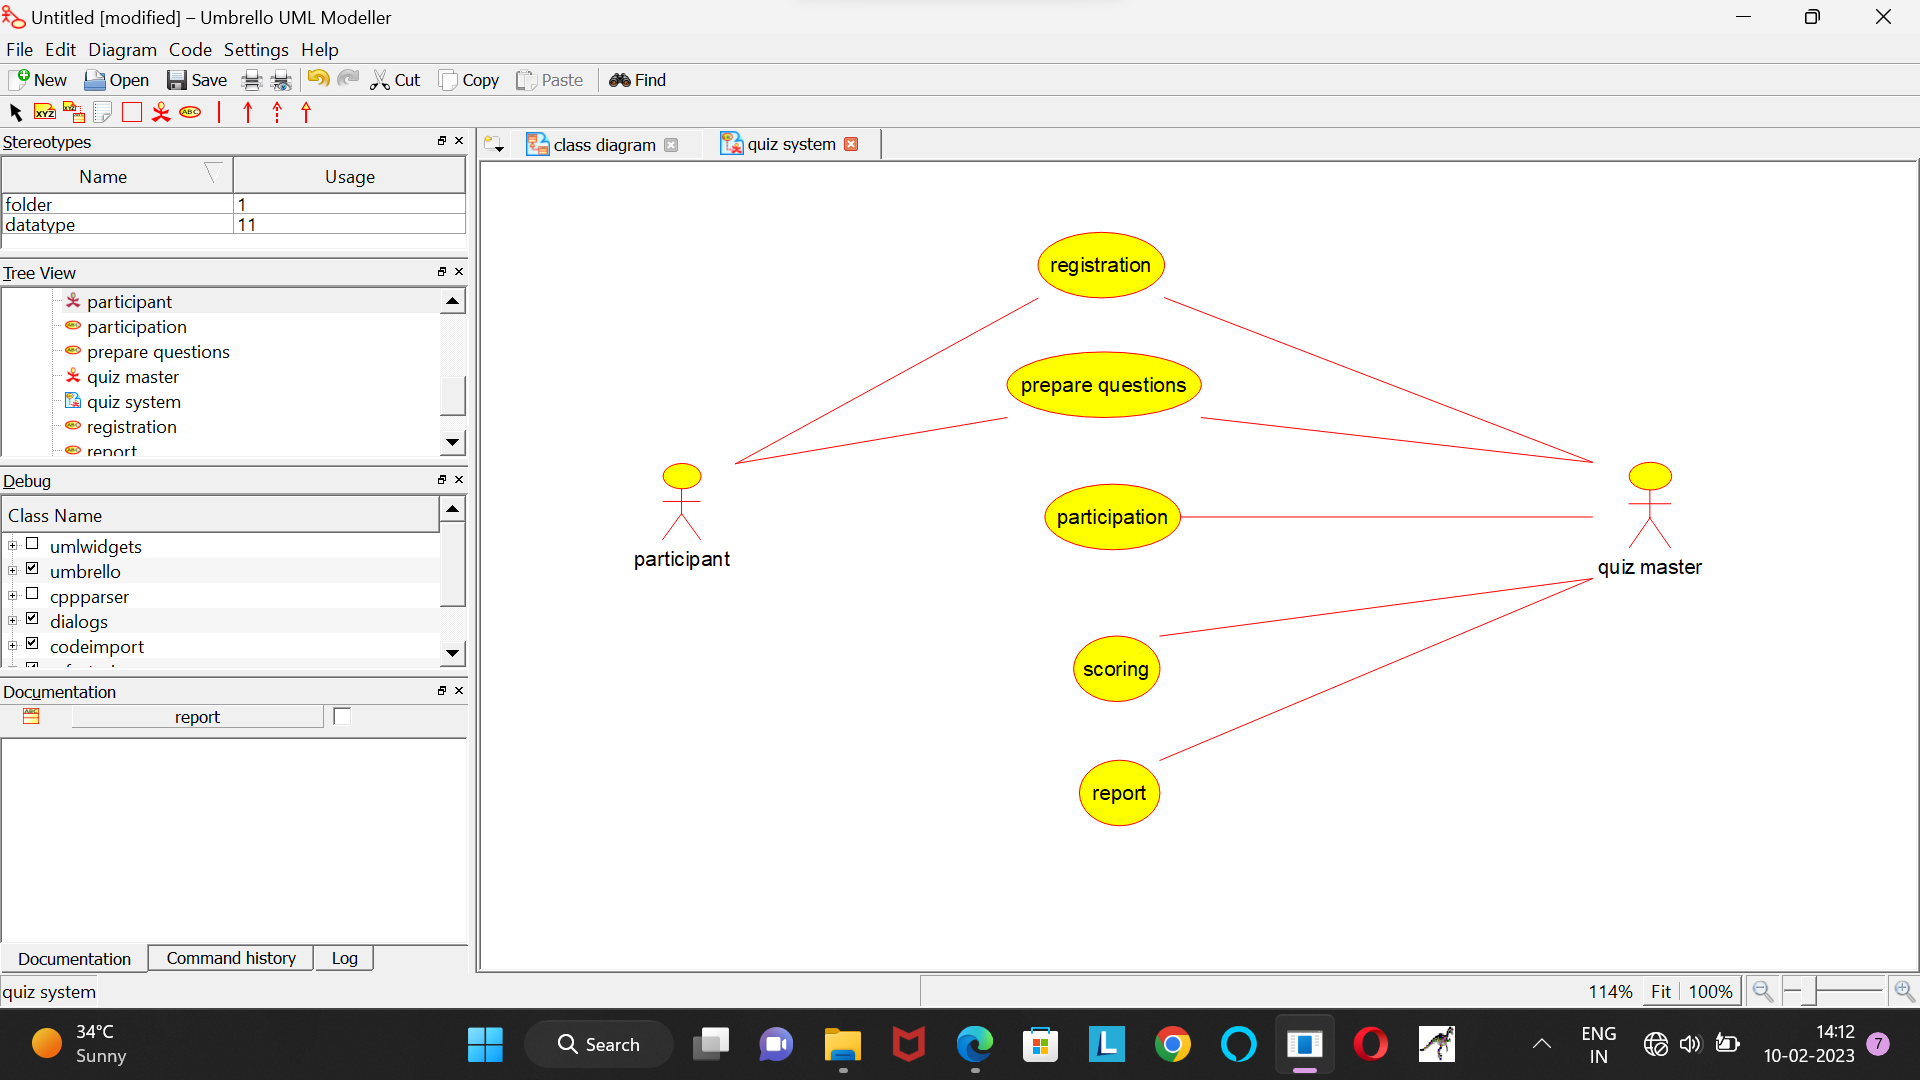 Untitled [modified] – Umbrello UML Modeller
File Edit Diagram Code Settings Help
New Open Save Cut Copy Paste Find
XYZ XYZ ABC
Stereotypes
Name Usage
folder 1
datatype 11
Tree View
participant
participation
prepare questions
quiz master
quiz system
registration
report
Debug
Class Name
umlwidgets
umbrello
cppparser
dialogs
codeimport
Documentation
ABC report
Documentation Command history Log
class diagram quiz system
registration
prepare questions
participation
participant
quiz master
scoring
report
quiz system 114% Fit 100%
34°C
Sunny
Search
L
ENG
IN
14:12
10-02-2023
7